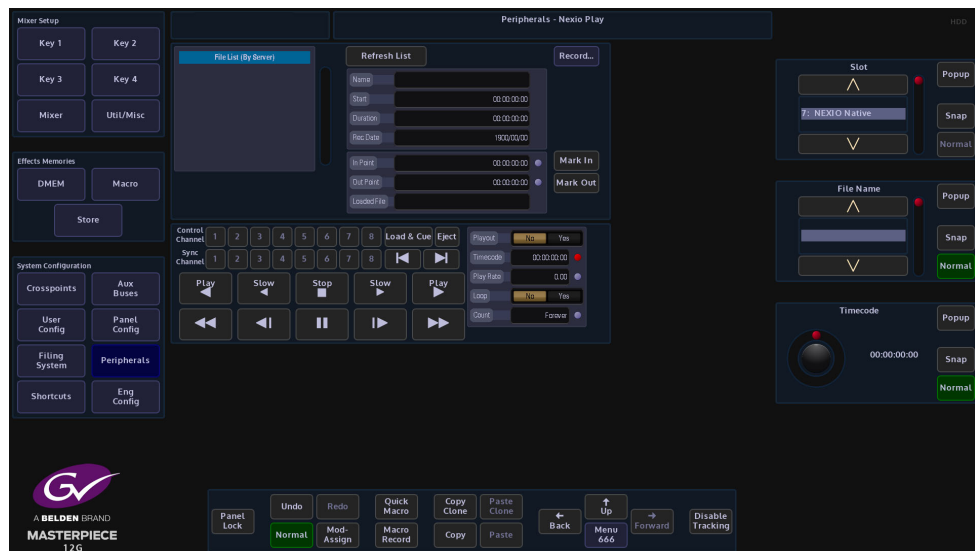 Mixer Setup
Key 1
Key 2
Key 3
Key 4
Mixer
Util/Misc
Effects Memories
DMEM
Macro
Store
System Configuration
Crosspoints
Aux
Buses
User
Config
Panel
Config
Filing
System
Peripherals
Shortcuts
Eng
Config
GV
A BELDEN BRAND
MASTERPIECE
12G
Peripherals - Nexio Play
File List (By Server)
Refresh List
Record...
Name
Start 00:00:00:00
Duration 00:00:00:00
Rec Date 1900/00/00
In Point 00:00:00:00
Mark In
Out Point 00:00:00:00
Mark Out
Loaded File
Control
Channel
1 2 3 4 5 6 7 8
Load & Cue
Eject
Sync
Channel
1 2 3 4 5 6 7 8
Play
Slow
Stop
Slow
Play
Playout No Yes
Timecode 00:00:00:00
Play Rate 0.00
Loop No Yes
Count Forever
HDD
Slot
7: NEXIO Native
Popup
Snap
Normal
File Name
Popup
Snap
Normal
Timecode
00:00:00:00
Popup
Snap
Normal
Panel
Lock
Undo
Redo
Normal
Mod-
Assign
Quick
Macro
Macro
Record
Copy
Clone
Paste
Clone
Copy
Paste
Back
Up
Menu
666
Forward
Disable
Tracking